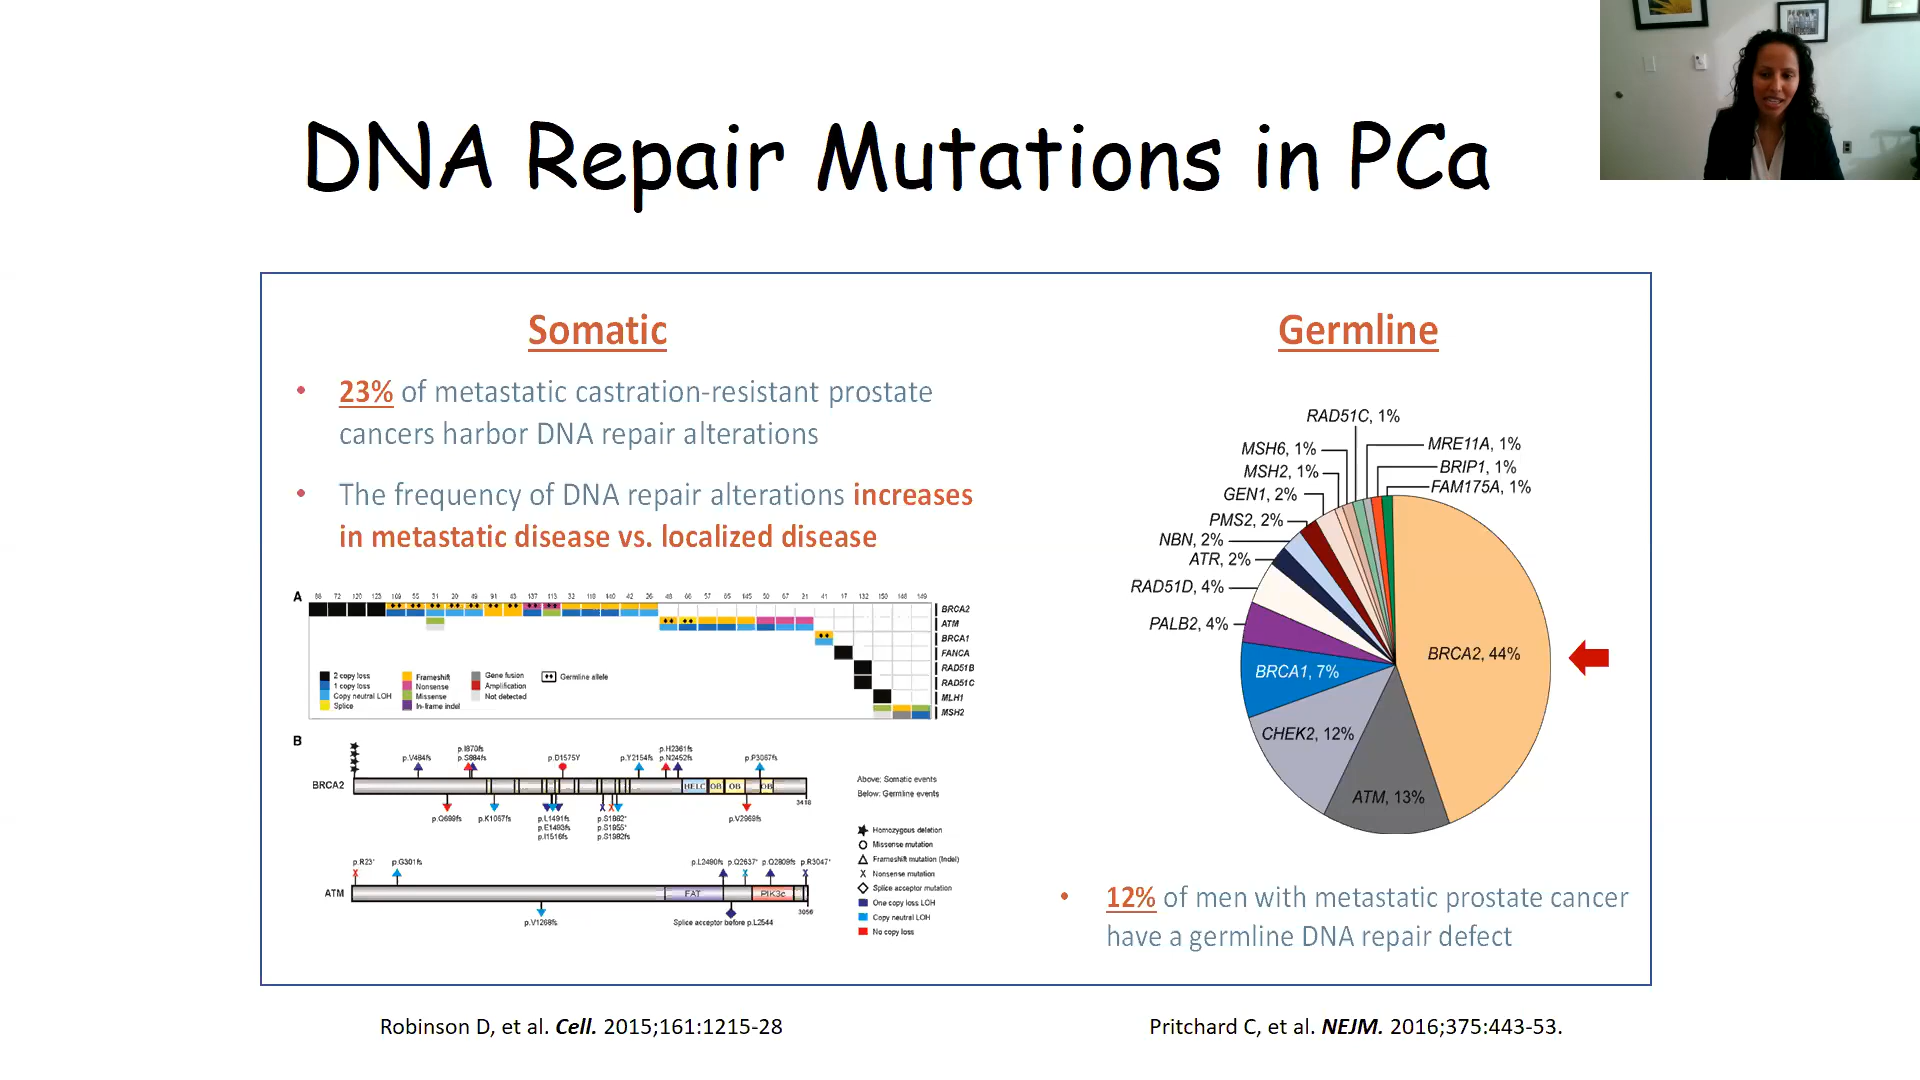 DNA Repair Mutations in PCa
Somatic
• 23% of metastatic castration-resistant prostate
cancers harbor DNA repair alterations
• The frequency of DNA repair alterations increases
in metastatic disease vs. localized disease
A
BRCA2
ATM
BRCA1
FANCA
RAD51B
RAD51C
MLH1
MSH2
2 copy loss
1 copy loss
Copy neutral LOH
Splice
Frameshift
Nonsense
Missense
In-frame indel
Gene fusion
Amplification
Not detected
Germline allele
B
p.V484fs
p.I870fs
p.S884fs
p.D1575Y
p.Y2154fs
p.H2361fs
p.N2452fs
p.P3067fs
BRCA2
HELC OB OB OB
3418
p.Q699fs
p.K1057fs
p.L1491fs
p.E1493fs
p.I1516fs
p.S1882*
p.S1955*
p.S1982fs
p.V2969fs
Above: Somatic events
Below: Germline events
p.R23*
p.G301fs
p.L2490fs
p.Q2637*
p.Q2809fs
p.R3047*
ATM
FAT
PIK3c
3056
p.V1268fs
Splice acceptor before p.L2544
Homozygous deletion
Missense mutation
Frameshift mutation (Indel)
Nonsense mutation
Splice acceptor mutation
One copy loss LOH
Copy neutral LOH
No copy loss
Germline
RAD51C, 1%
MSH6, 1%
MSH2, 1%
GEN1, 2%
PMS2, 2%
NBN, 2%
ATR, 2%
RAD51D, 4%
PALB2, 4%
MRE11A, 1%
BRIP1, 1%
FAM175A, 1%
BRCA2, 44%
BRCA1, 7%
CHEK2, 12%
ATM, 13%
• 12% of men with metastatic prostate cancer
have a germline DNA repair defect
Robinson D, et al. Cell. 2015;161:1215-28
Pritchard C, et al. NEJM. 2016;375:443-53.